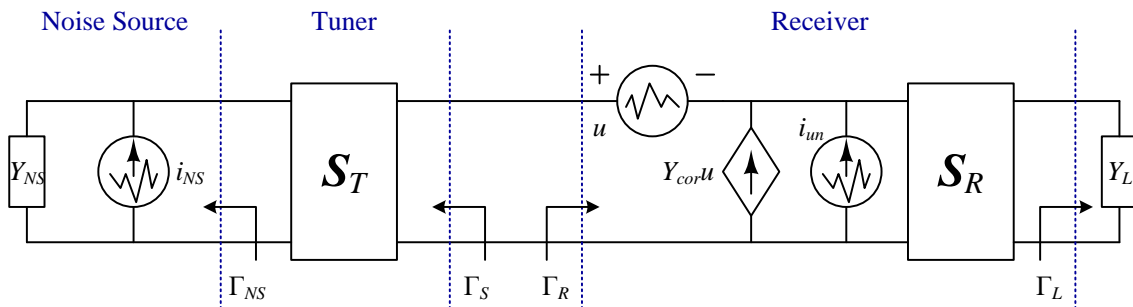 Noise Source
Tuner
Receiver
+
−
u
i_un
Y_NS
i_NS
S_T
Y_cor u
S_R
Y_L
Γ_NS
Γ_S
Γ_R
Γ_L